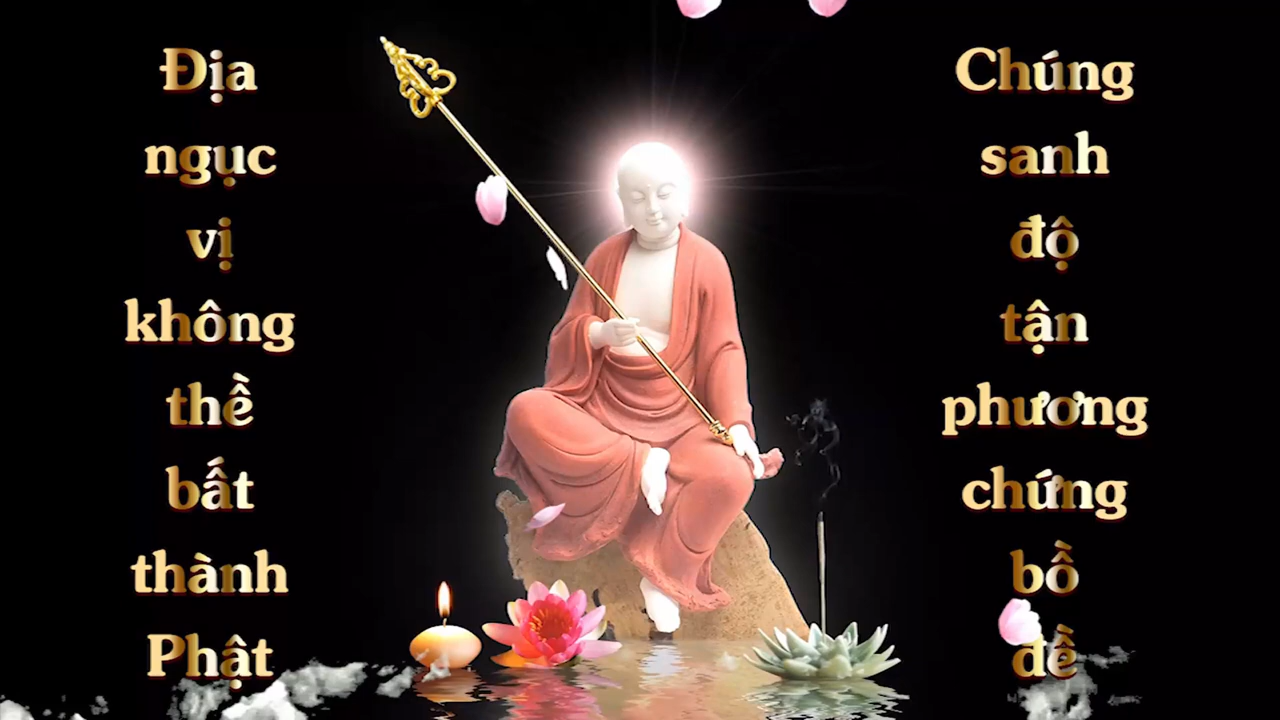 Địa
ngục
vị
không
thề
bất
thành
Phật
Chúng
sanh
độ
tận
phương
chứng
bồ
đề